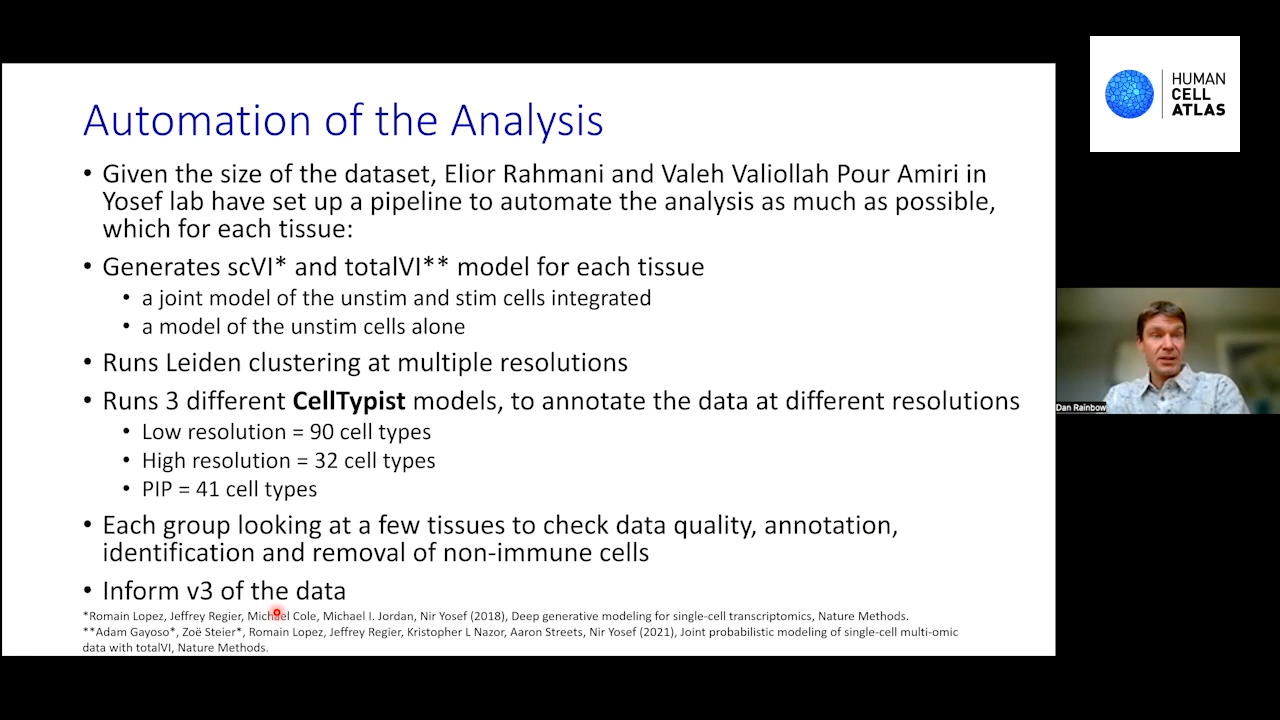 HUMAN
CELL
ATLAS
Automation of the Analysis
• Given the size of the dataset, Elior Rahmani and Valeh Valiollah Pour Amiri in
Yosef lab have set up a pipeline to automate the analysis as much as possible,
which for each tissue:
• Generates scVI* and totalVI** model for each tissue
• a joint model of the unstim and stim cells integrated
• a model of the unstim cells alone
• Runs Leiden clustering at multiple resolutions
• Runs 3 different CellTypist models, to annotate the data at different resolutions
• Low resolution = 90 cell types
• High resolution = 32 cell types
• PIP = 41 cell types
• Each group looking at a few tissues to check data quality, annotation,
identification and removal of non-immune cells
• Inform v3 of the data
*Romain Lopez, Jeffrey Regier, Michael Cole, Michael I. Jordan, Nir Yosef (2018), Deep generative modeling for single-cell transcriptomics, Nature Methods.
**Adam Gayoso*, Zoë Steier*, Romain Lopez, Jeffrey Regier, Kristopher L Nazor, Aaron Streets, Nir Yosef (2021), Joint probabilistic modeling of single-cell multi-omic
data with totalVI, Nature Methods.
Dan Rainbow